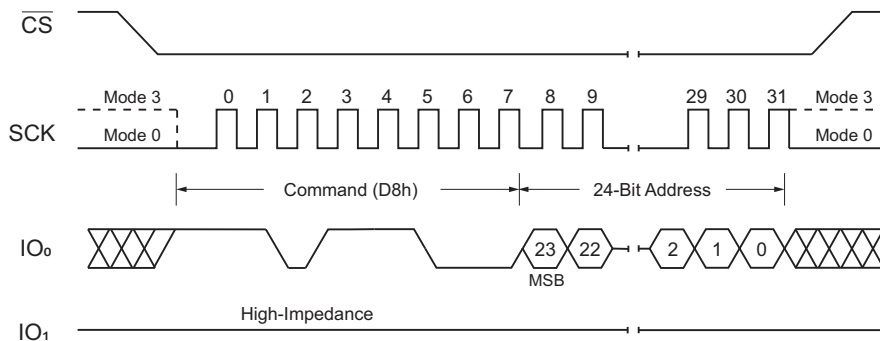 CS
0 1 2 3 4 5 6 7 8 9 29 30 31
Mode 3 Mode 3
SCK
Mode 0 Mode 0
Command (D8h) 24-Bit Address
IO₀ 23 22 2 1 0
MSB
High-Impedance
IO₁